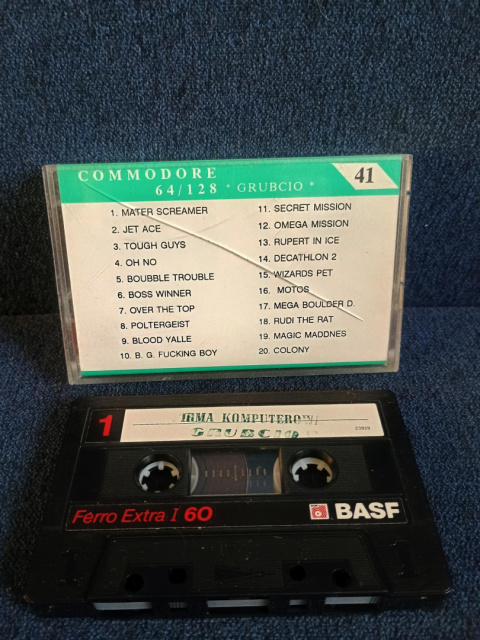 COMMODORE
64/128 * GRUBCIO *
41
1. MATER SCREAMER
2. JET ACE
3. TOUGH GUYS
4. OH NO
5. BOUBBLE TROUBLE
6. BOSS WINNER
7. OVER THE TOP
8. POLTERGEIST
9. BLOOD YALLE
10. B. G. FUCKING BOY
11. SECRET MISSION
12. OMEGA MISSION
13. RUPERT IN ICE
14. DECATHLON 2
15. WIZARDS PET
16. MOTOS
17. MEGA BOULDER D.
18. RUDI THE RAT
19. MAGIC MADDNES
20. COLONY
1
KOMPUTEROWA
GRUBCIO
Ferro Extra I 60
BASF